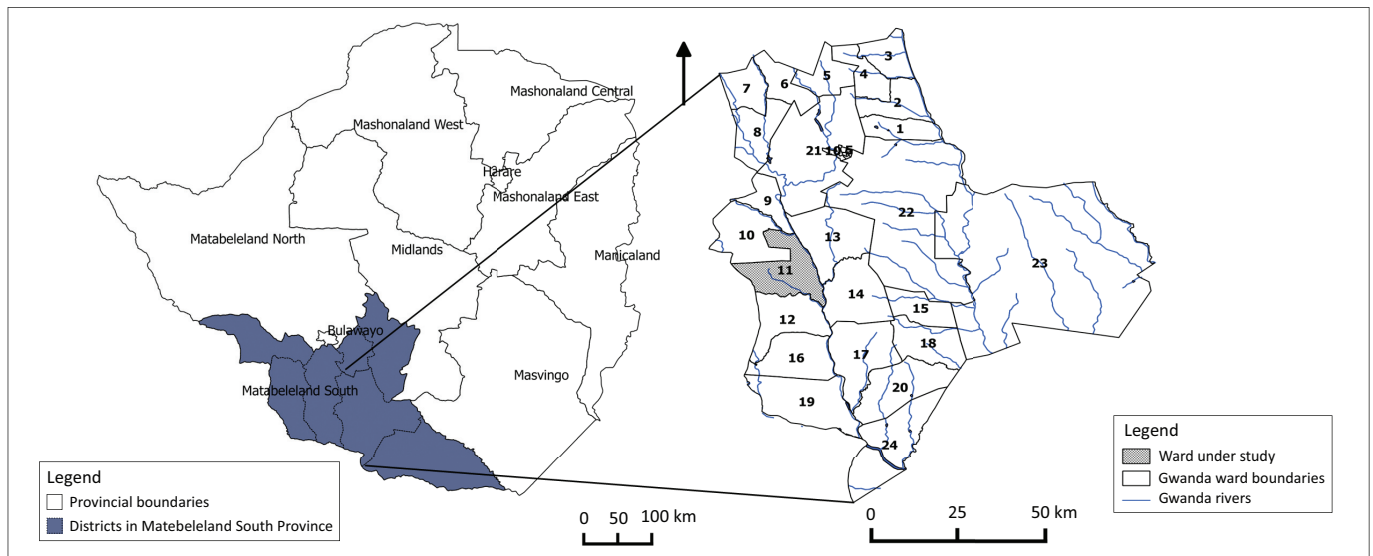 Mashonaland Central
Mashonaland West
Harare
Mashonaland East
Matabeleland North
Midlands
Manicaland
Bulawayo
Masvingo
Matabeleland South
Legend
Provincial boundaries
Districts in Matebeleland South Province
0 50 100 km
3
5
4
7
6
2
1
8
21 10 5
9
22
10
13
23
11
14
15
12
18
16
17
20
19
24
0 25 50 km
Legend
Ward under study
Gwanda ward boundaries
Gwanda rivers